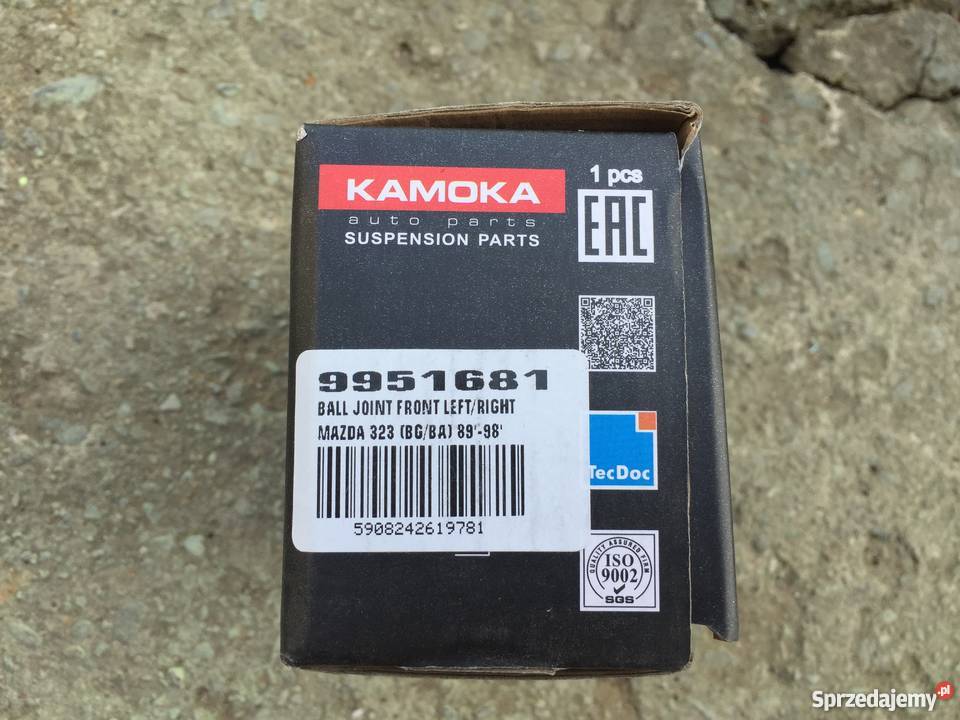 KAMOKA
auto parts
SUSPENSION PARTS
1 pcs
EAC
9951681
BALL JOINT FRONT LEFT/RIGHT
MAZDA 323 (BG/BA) 89'-98'
5908242619781
TecDoc
QUALITY ASSURED FIRM
ISO
9002
SGS
Sprzedajemy.pl